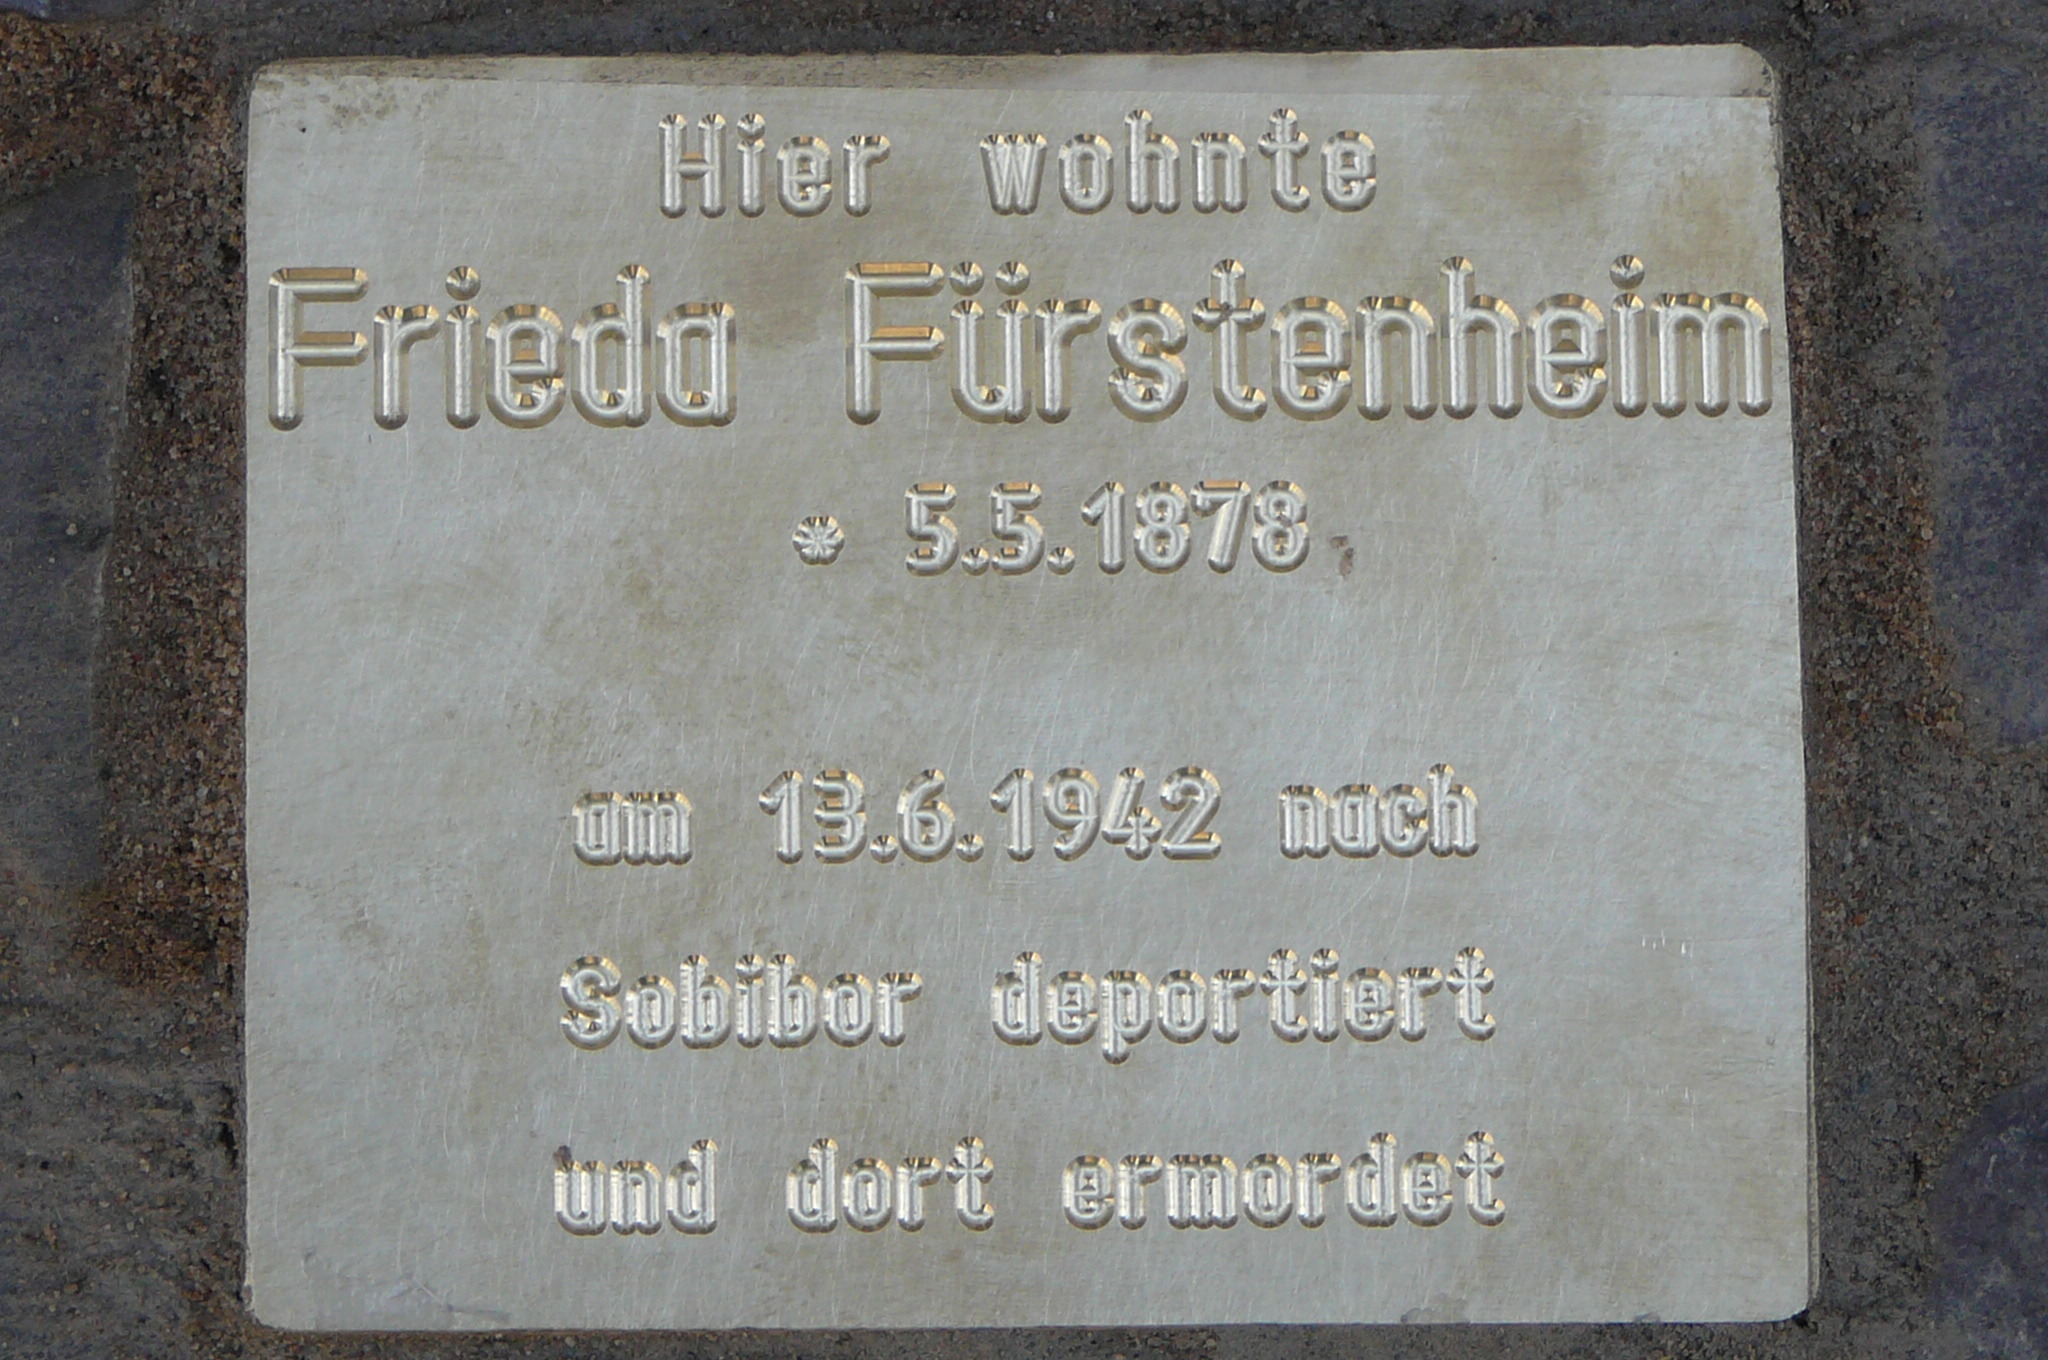 Hier wohnte
Frieda Fürstenheim
* 5.5.1878
am 13.6.1942 nach
Sobibor deportiert
und dort ermordet